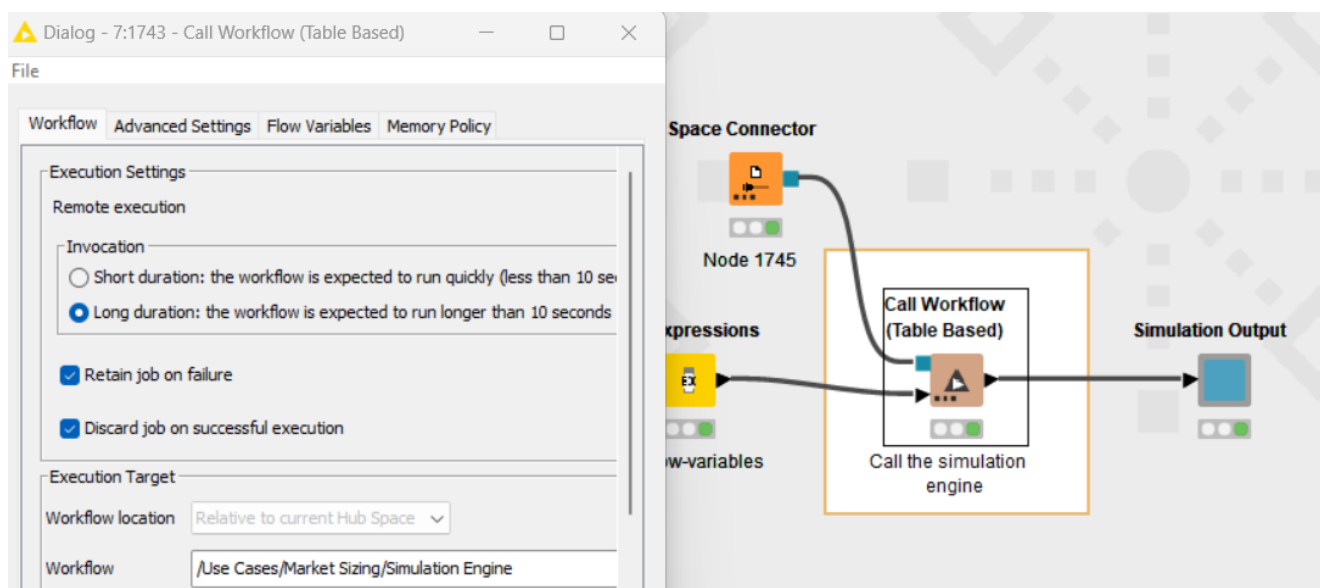 Dialog - 7:1743 - Call Workflow (Table Based)
File
Workflow
Advanced Settings
Flow Variables
Memory Policy
Execution Settings
Remote execution
Invocation
Short duration: the workflow is expected to run quickly (less than 10 se
Long duration: the workflow is expected to run longer than 10 seconds
Retain job on failure
Discard job on successful execution
Execution Target
Workflow location
Relative to current Hub Space
Workflow
/Use Cases/Market Sizing/Simulation Engine
Space Connector
Node 1745
xpressions
EX
ow-variables
Call Workflow
(Table Based)
Call the simulation
engine
Simulation Output